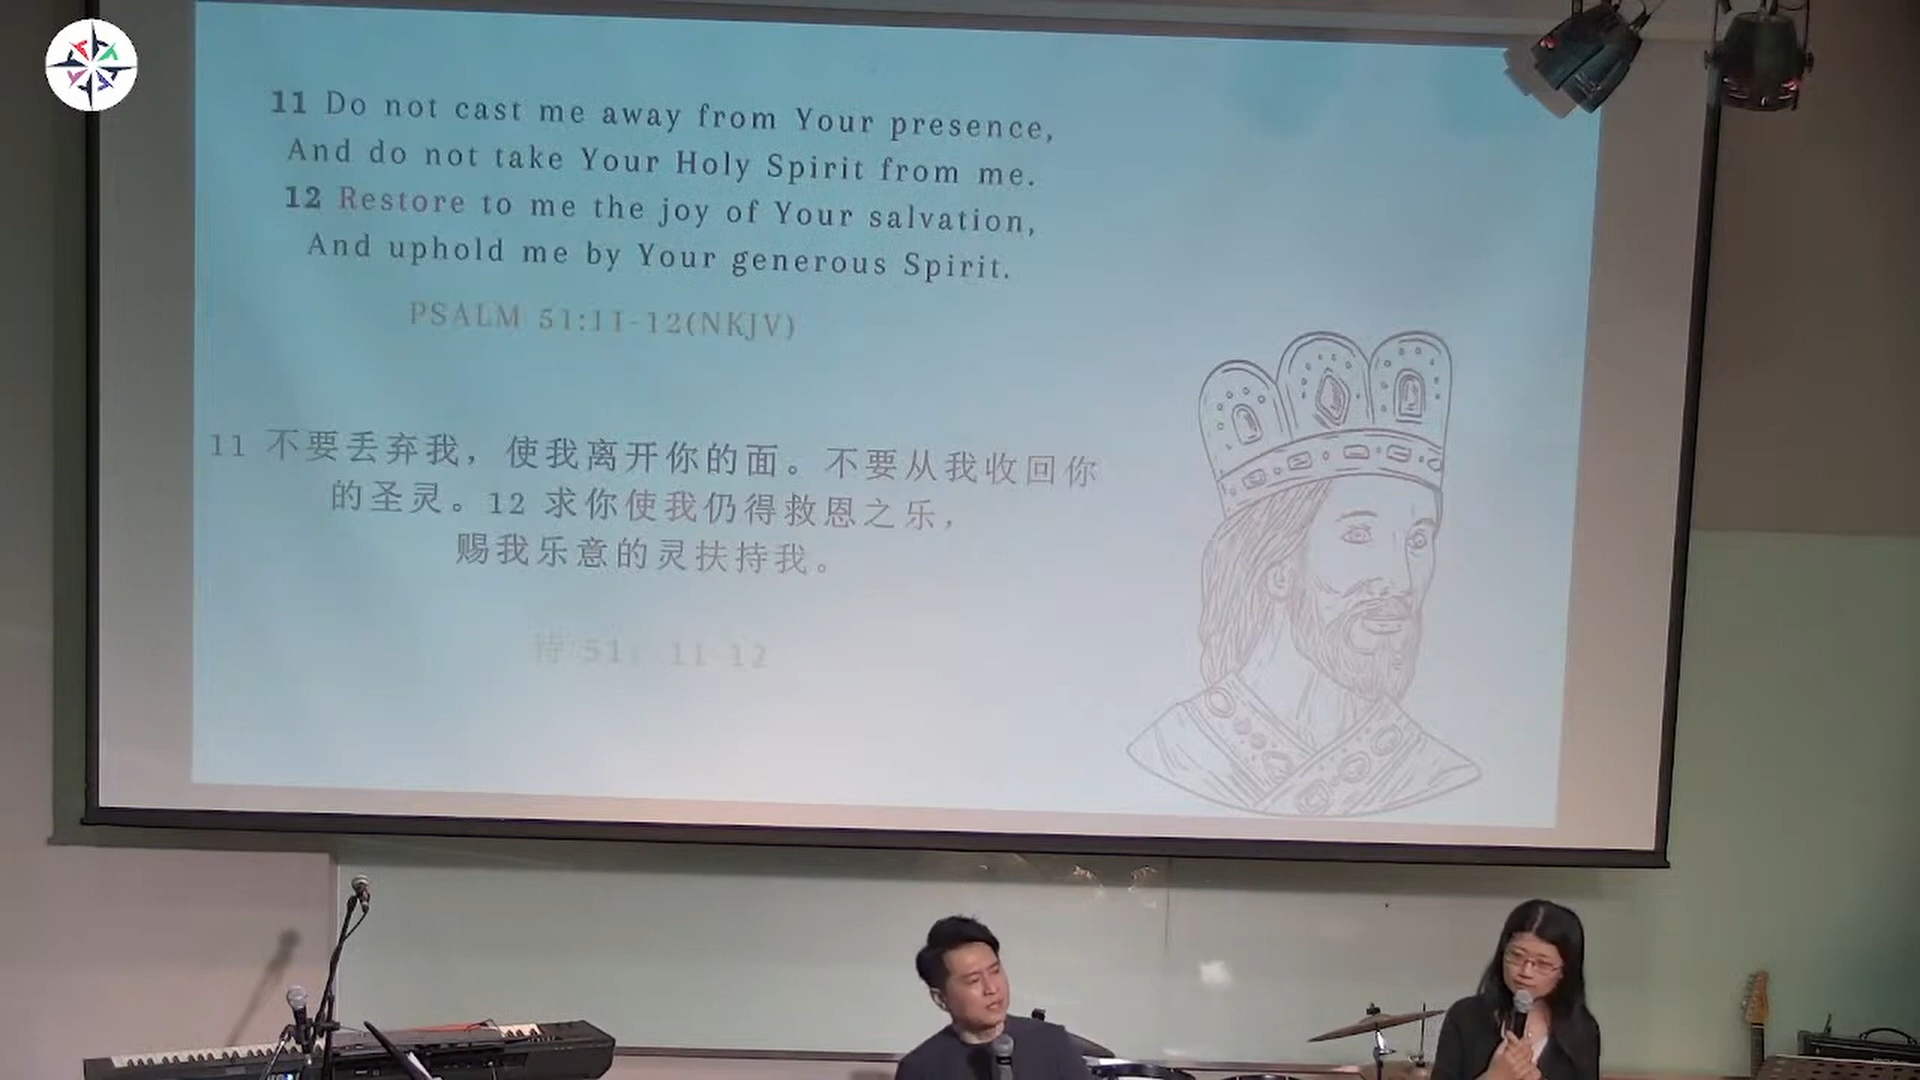 11 Do not cast me away from Your presence,
And do not take Your Holy Spirit from me.
12 Restore to me the joy of Your salvation,
And uphold me by Your generous Spirit.
PSALM 51:11-12(NKJV)
11 不要丢弃我，使我离开你的面。不要从我收回你
的圣灵。12 求你使我仍得救恩之乐，
赐我乐意的灵扶持我。
诗 51：11-12